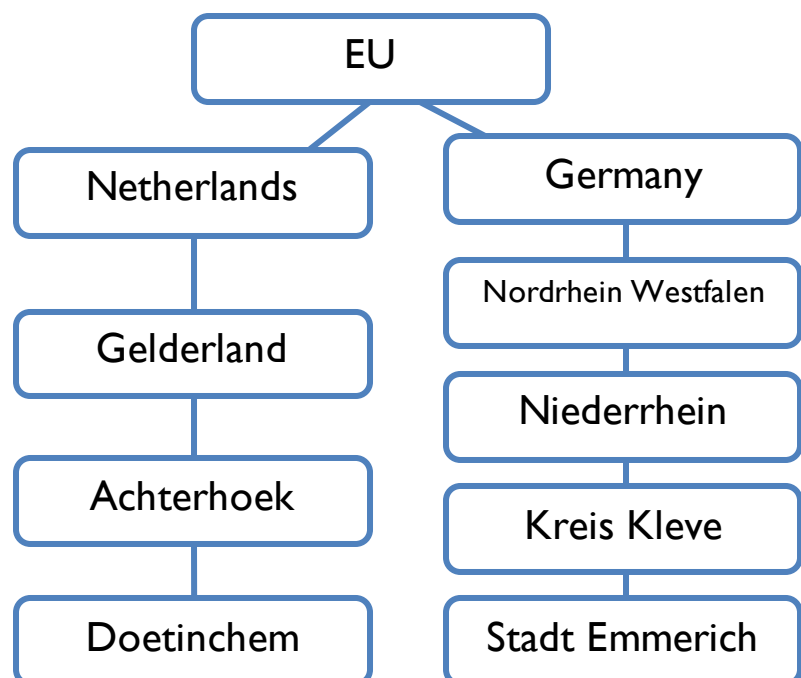 EU
Netherlands
Gelderland
Achterhoek
Doetinchem
Germany
Nordrhein Westfalen
Niederrhein
Kreis Kleve
Stadt Emmerich